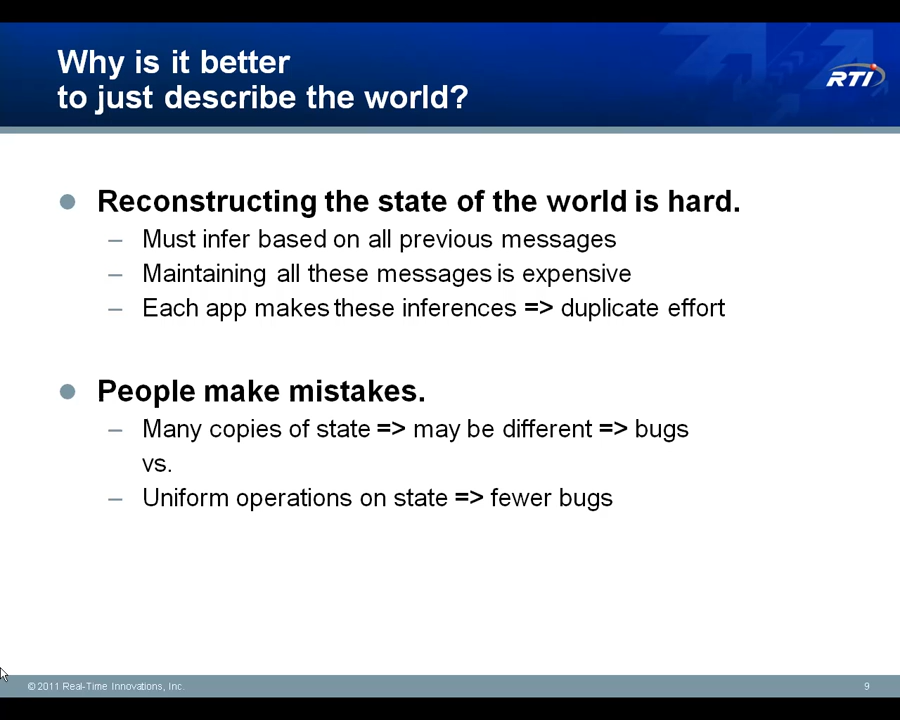 Why is it better
to just describe the world?
RTI
Reconstructing the state of the world is hard.
– Must infer based on all previous messages
– Maintaining all these messages is expensive
– Each app makes these inferences => duplicate effort
People make mistakes.
– Many copies of state => may be different => bugs
vs.
– Uniform operations on state => fewer bugs
© 2011 Real-Time Innovations, Inc.
9